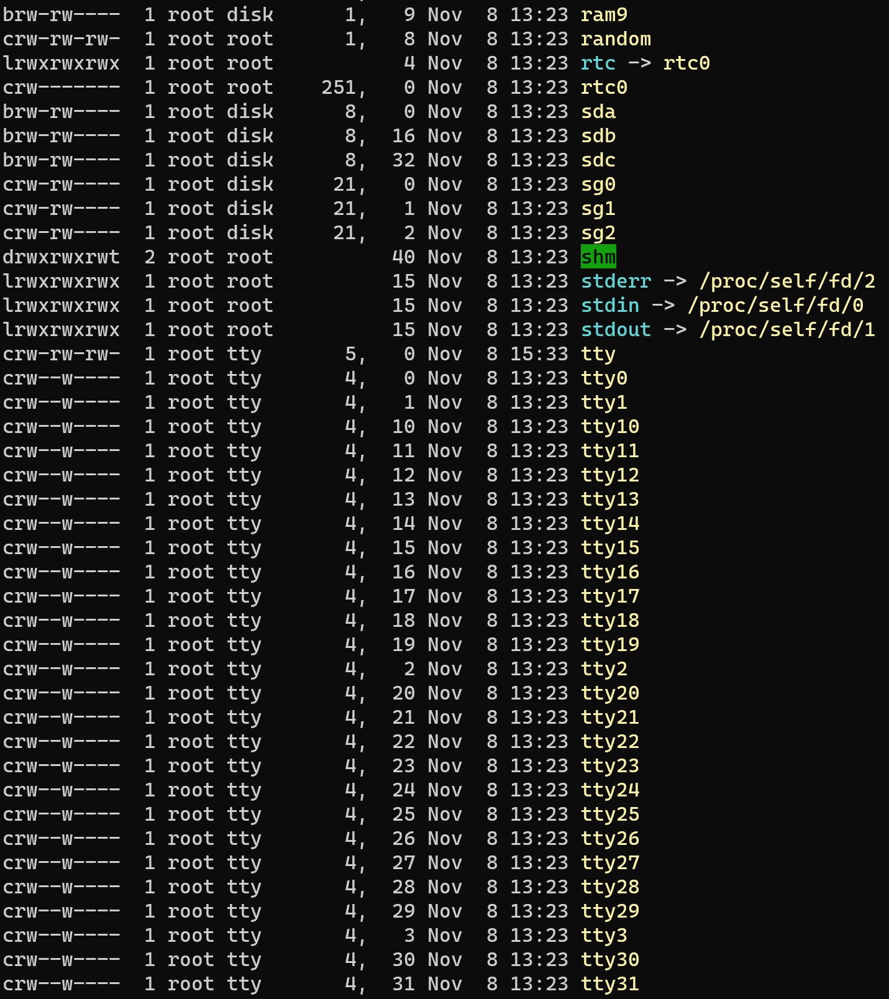 brw-rw----  1 root disk      1,   9 Nov  8 13:23 ram9
crw-rw-rw-  1 root root      1,   8 Nov  8 13:23 random
lrwxrwxrwx  1 root root           4 Nov  8 13:23 rtc -> rtc0
crw-------  1 root root    251,   0 Nov  8 13:23 rtc0
brw-rw----  1 root disk      8,   0 Nov  8 13:23 sda
brw-rw----  1 root disk      8,  16 Nov  8 13:23 sdb
brw-rw----  1 root disk      8,  32 Nov  8 13:23 sdc
crw-rw----  1 root disk     21,   0 Nov  8 13:23 sg0
crw-rw----  1 root disk     21,   1 Nov  8 13:23 sg1
crw-rw----  1 root disk     21,   2 Nov  8 13:23 sg2
drwxrwxrwt  2 root root          40 Nov  8 13:23 shm
lrwxrwxrwx  1 root root          15 Nov  8 13:23 stderr -> /proc/self/fd/2
lrwxrwxrwx  1 root root          15 Nov  8 13:23 stdin -> /proc/self/fd/0
lrwxrwxrwx  1 root root          15 Nov  8 13:23 stdout -> /proc/self/fd/1
crw-rw-rw-  1 root tty       5,   0 Nov  8 15:33 tty
crw--w----  1 root tty       4,   0 Nov  8 13:23 tty0
crw--w----  1 root tty       4,   1 Nov  8 13:23 tty1
crw--w----  1 root tty       4,  10 Nov  8 13:23 tty10
crw--w----  1 root tty       4,  11 Nov  8 13:23 tty11
crw--w----  1 root tty       4,  12 Nov  8 13:23 tty12
crw--w----  1 root tty       4,  13 Nov  8 13:23 tty13
crw--w----  1 root tty       4,  14 Nov  8 13:23 tty14
crw--w----  1 root tty       4,  15 Nov  8 13:23 tty15
crw--w----  1 root tty       4,  16 Nov  8 13:23 tty16
crw--w----  1 root tty       4,  17 Nov  8 13:23 tty17
crw--w----  1 root tty       4,  18 Nov  8 13:23 tty18
crw--w----  1 root tty       4,  19 Nov  8 13:23 tty19
crw--w----  1 root tty       4,   2 Nov  8 13:23 tty2
crw--w----  1 root tty       4,  20 Nov  8 13:23 tty20
crw--w----  1 root tty       4,  21 Nov  8 13:23 tty21
crw--w----  1 root tty       4,  22 Nov  8 13:23 tty22
crw--w----  1 root tty       4,  23 Nov  8 13:23 tty23
crw--w----  1 root tty       4,  24 Nov  8 13:23 tty24
crw--w----  1 root tty       4,  25 Nov  8 13:23 tty25
crw--w----  1 root tty       4,  26 Nov  8 13:23 tty26
crw--w----  1 root tty       4,  27 Nov  8 13:23 tty27
crw--w----  1 root tty       4,  28 Nov  8 13:23 tty28
crw--w----  1 root tty       4,  29 Nov  8 13:23 tty29
crw--w----  1 root tty       4,   3 Nov  8 13:23 tty3
crw--w----  1 root tty       4,  30 Nov  8 13:23 tty30
crw--w----  1 root tty       4,  31 Nov  8 13:23 tty31